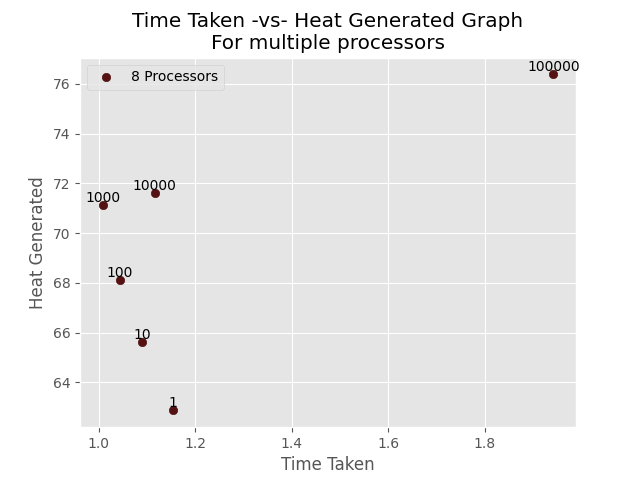 Time Taken -vs- Heat Generated Graph
For multiple processors
8 Processors
100000
10000
1000
100
10
1
76
74
72
70
68
66
64
Heat Generated
1.0 1.2 1.4 1.6 1.8
Time Taken